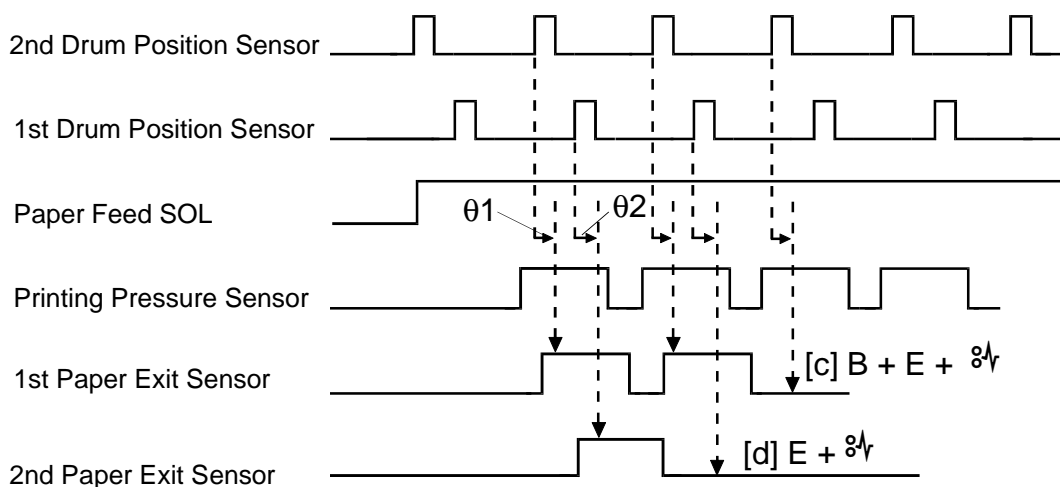 2nd Drum Position Sensor
1st Drum Position Sensor
Paper Feed SOL
θ1
θ2
Printing Pressure Sensor
1st Paper Exit Sensor
[c] B + E +
2nd Paper Exit Sensor
[d] E +